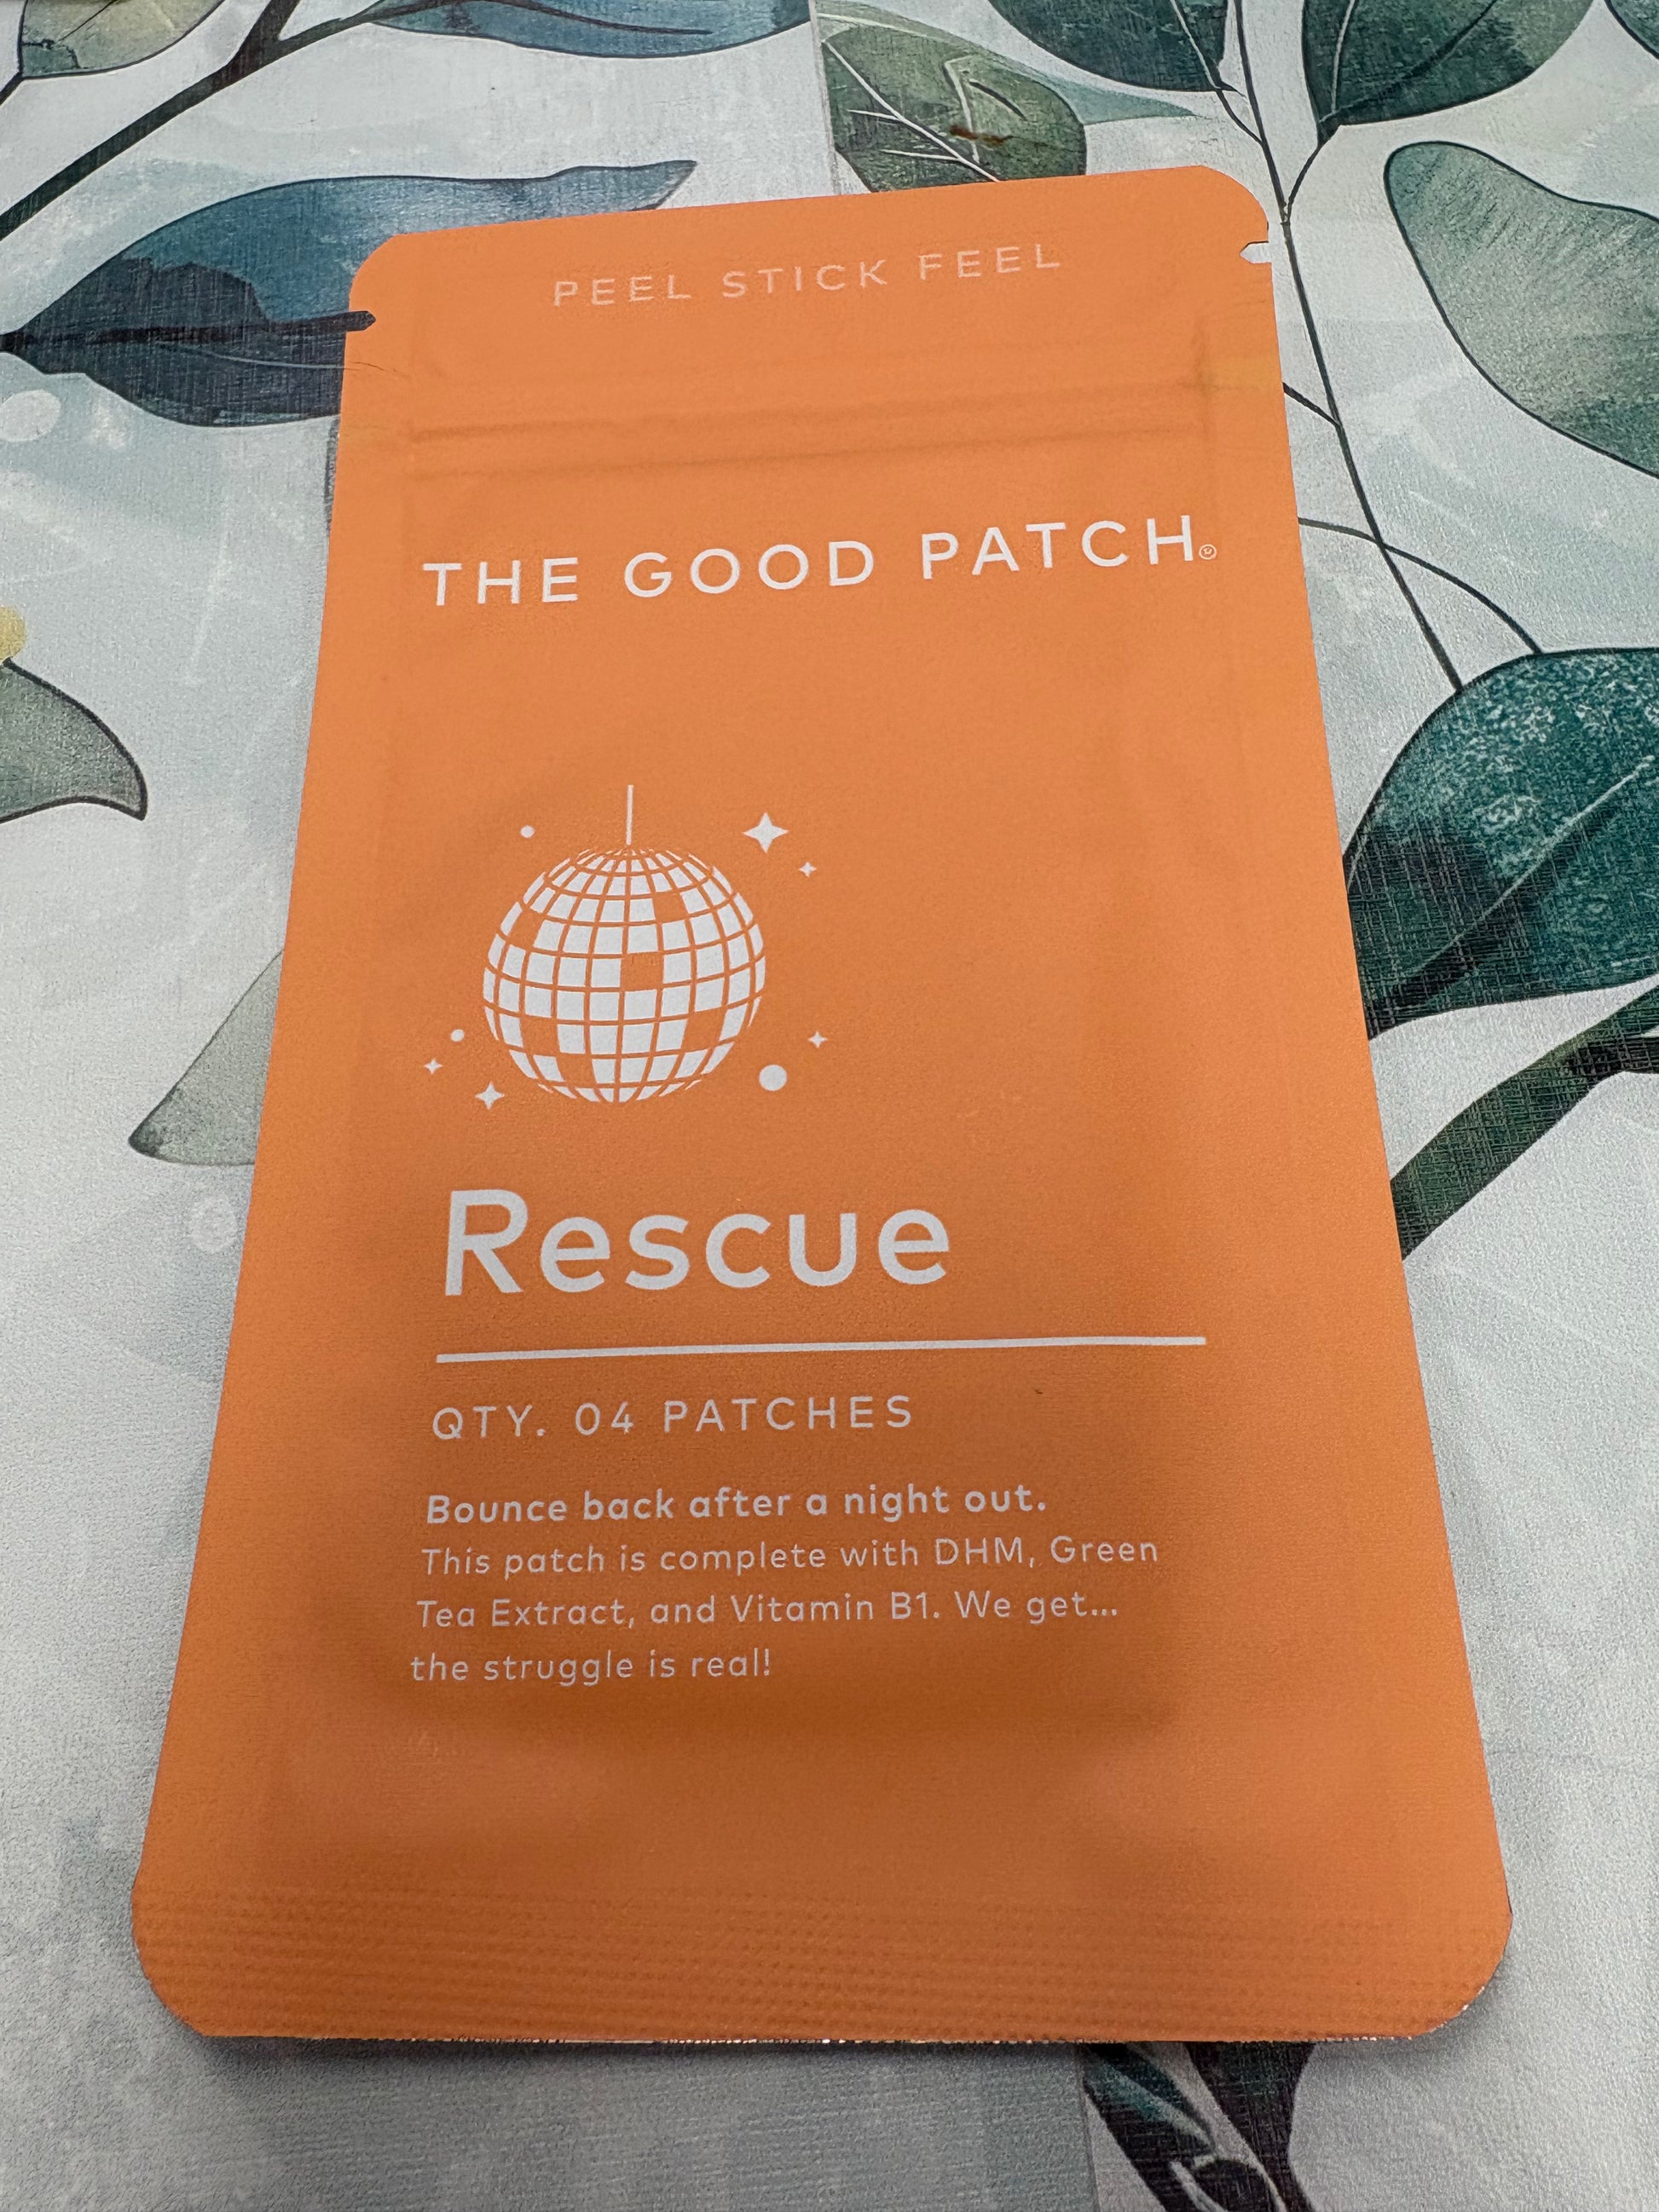 PEEL STICK FEEL
THE GOOD PATCH®
Rescue
QTY. 04 PATCHES
Bounce back after a night out.
This patch is complete with DHM, Green
Tea Extract, and Vitamin B1. We get...
the struggle is real!